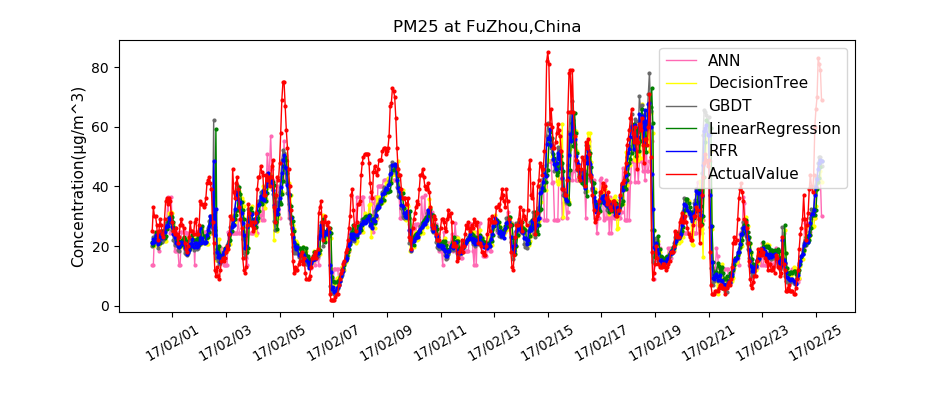 PM25 at FuZhou,China
Concentration(μg/m^3)
80
60
40
20
0
ANN
DecisionTree
GBDT
LinearRegression
RFR
ActualValue
17/02/01
17/02/03
17/02/05
17/02/07
17/02/09
17/02/11
17/02/13
17/02/15
17/02/17
17/02/19
17/02/21
17/02/23
17/02/25